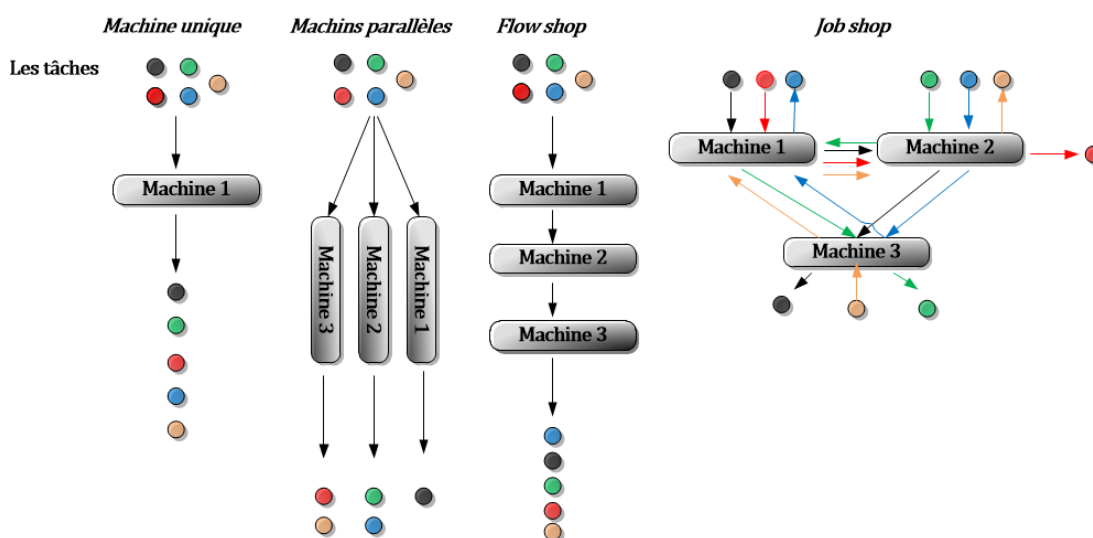 Machine unique
Machins parallèles
Flow shop
Job shop
Les tâches
Machine 1
Machine 3
Machine 2
Machine 1
Machine 1
Machine 2
Machine 3
Machine 1
Machine 2
Machine 3